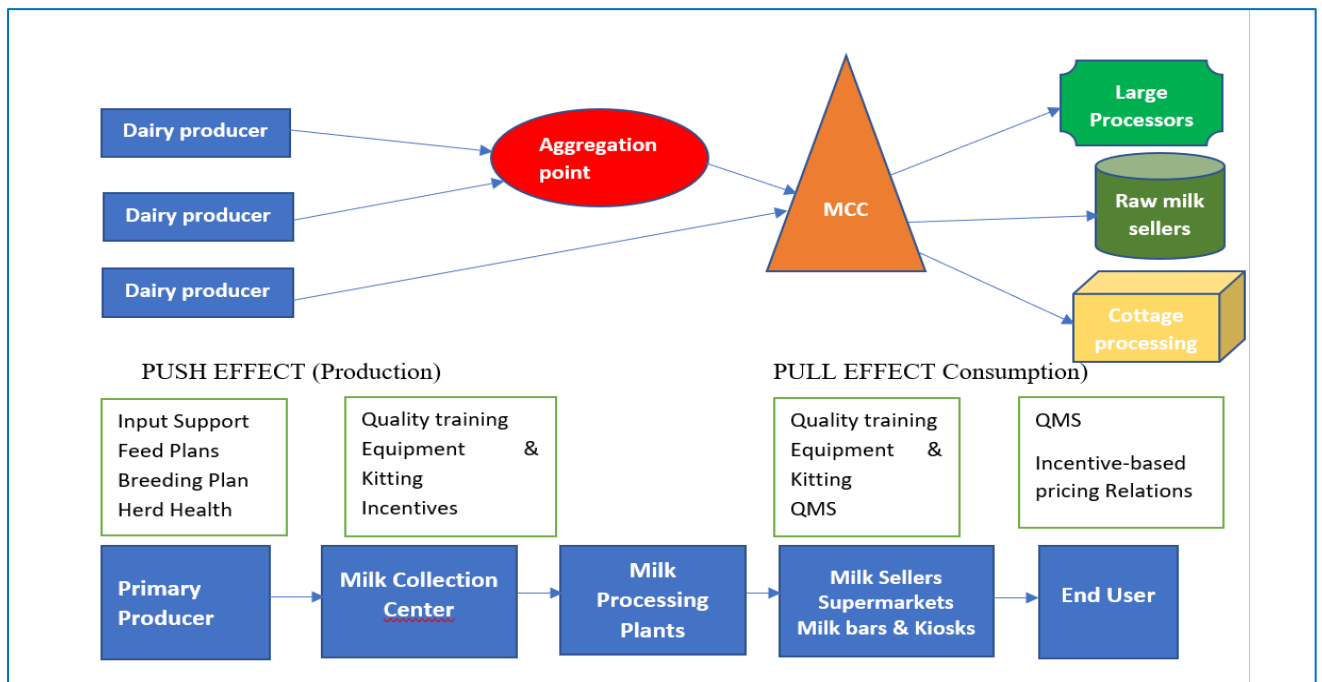 Dairy producer
Dairy producer
Dairy producer
Aggregation
point
MCC
Large
Processors
Raw milk
sellers
Cottage
processing
PUSH EFFECT (Production)
PULL EFFECT Consumption)
Input Support
Feed Plans
Breeding Plan
Herd Health
Quality training
Equipment &
Kitting
Incentives
Quality training
Equipment &
Kitting
QMS
QMS
Incentive-based
pricing Relations
Primary
Producer
Milk Collection
Center
Milk
Processing
Plants
Milk Sellers
Supermarkets
Milk bars & Kiosks
End User